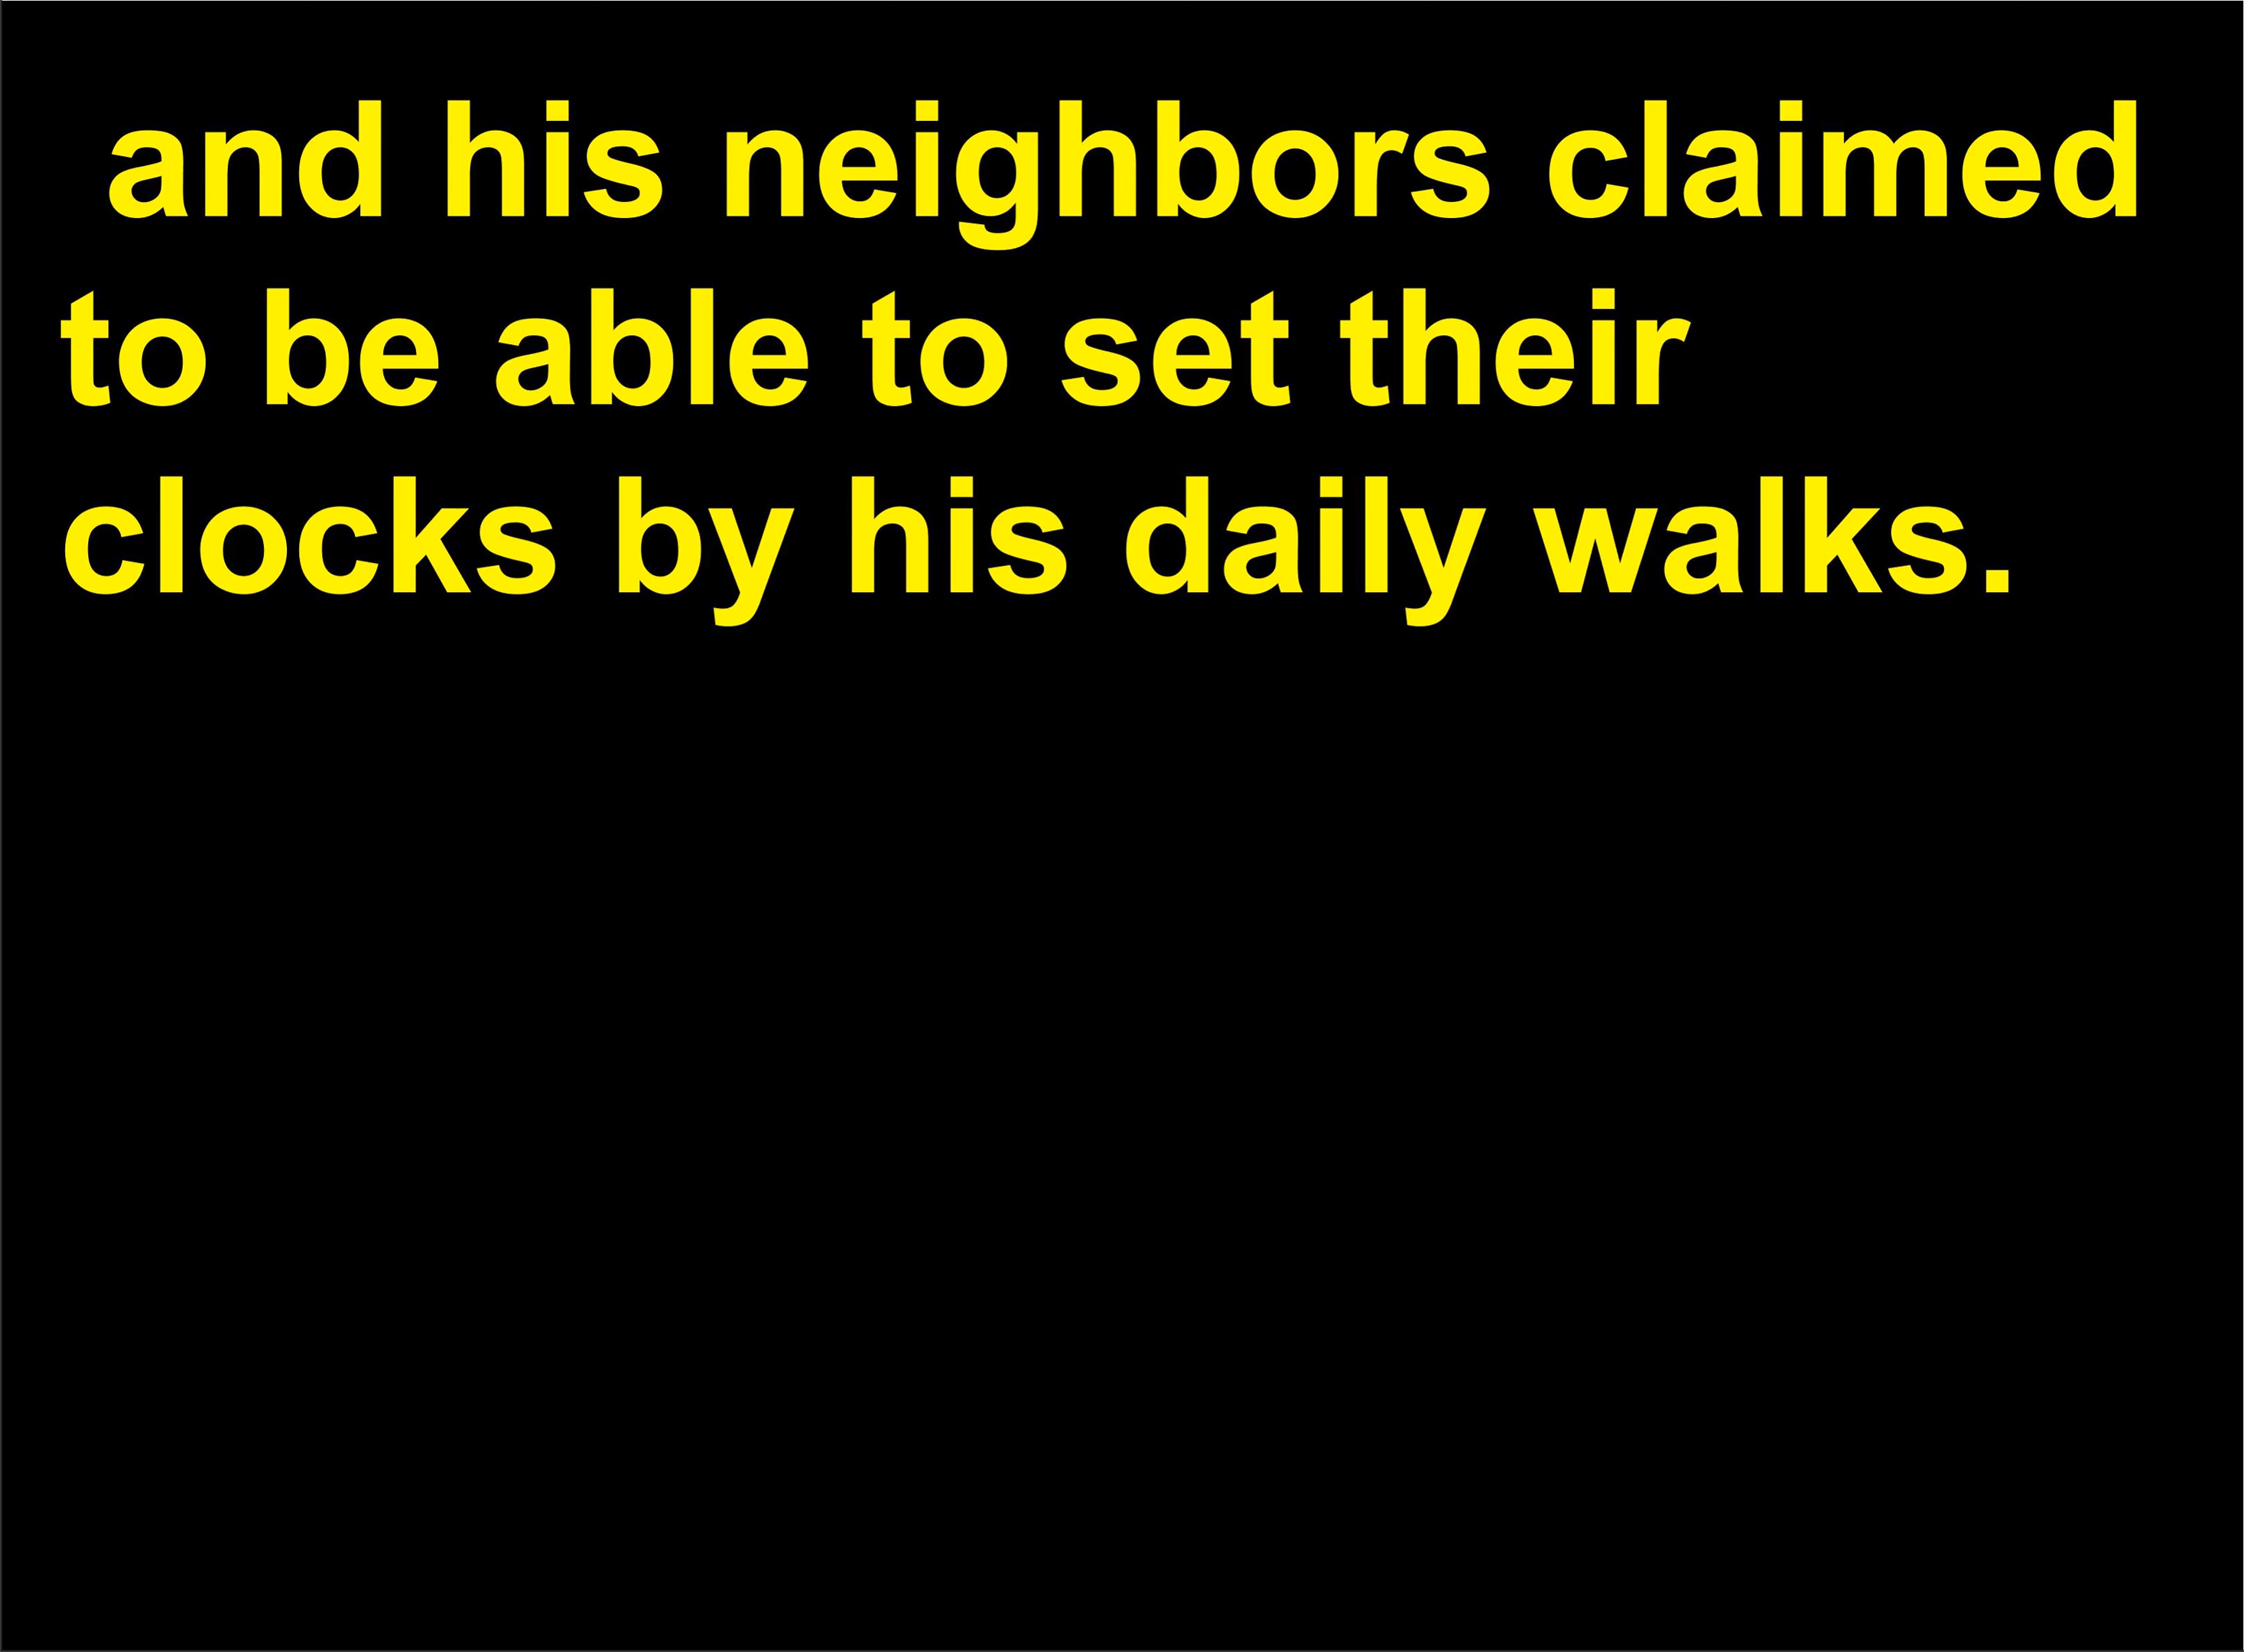 and his neighbors claimed
to be able to set their
clocks by his daily walks.